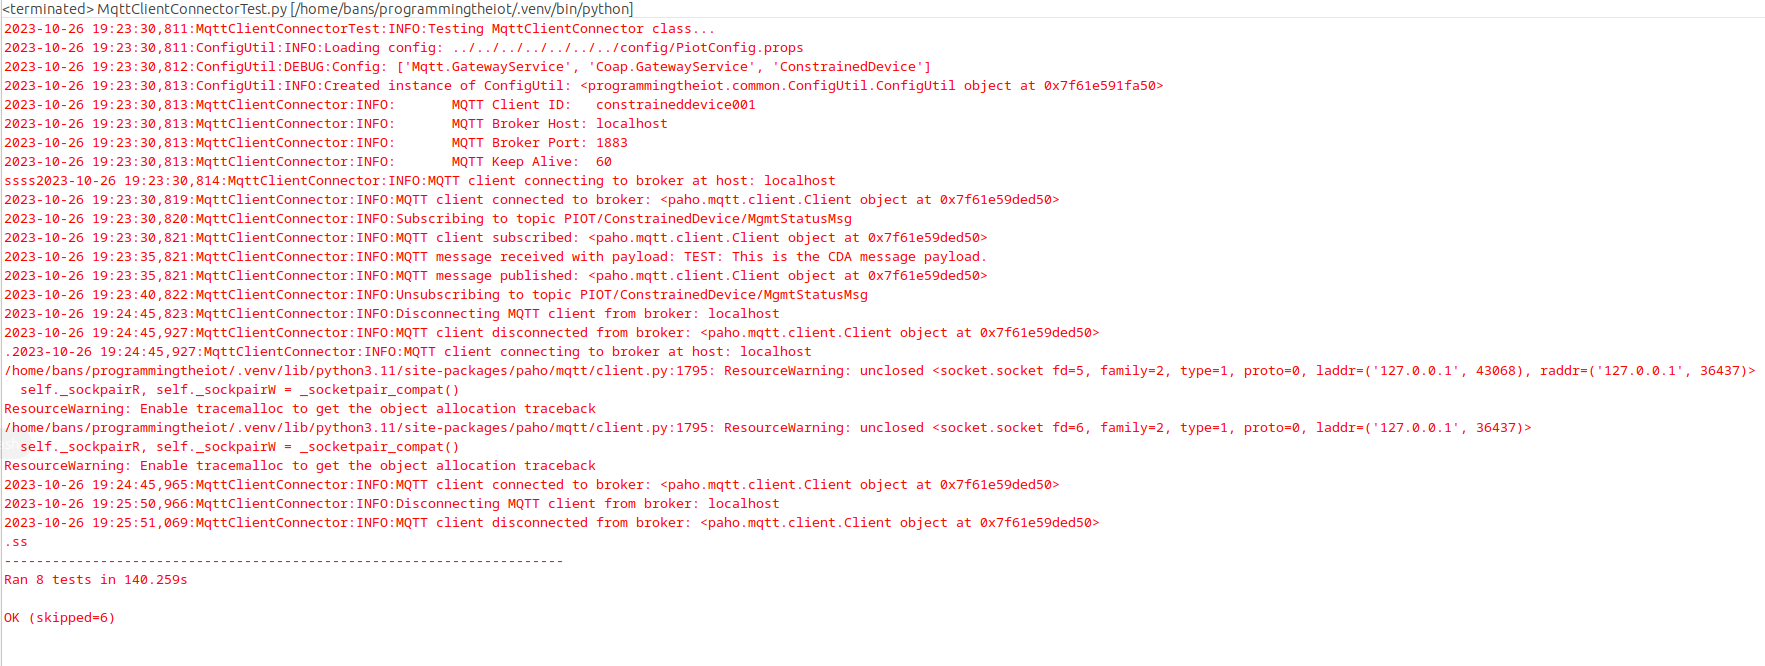 <terminated> MqttClientConnectorTest.py [/home/bans/programmingtheiot/.venv/bin/python]
2023-10-26 19:23:30,811:MqttClientConnectorTest:INFO:Testing MqttClientConnector class...
2023-10-26 19:23:30,811:ConfigUtil:INFO:Loading config: ../../../../../../../config/PiotConfig.props
2023-10-26 19:23:30,812:ConfigUtil:DEBUG:Config: ['Mqtt.GatewayService', 'Coap.GatewayService', 'ConstrainedDevice']
2023-10-26 19:23:30,813:ConfigUtil:INFO:Created instance of ConfigUtil: <programmingtheiot.common.ConfigUtil.ConfigUtil object at 0x7f61e591fa50>
2023-10-26 19:23:30,813:MqttClientConnector:INFO:       MQTT Client ID:   constraineddevice001
2023-10-26 19:23:30,813:MqttClientConnector:INFO:       MQTT Broker Host: localhost
2023-10-26 19:23:30,813:MqttClientConnector:INFO:       MQTT Broker Port: 1883
2023-10-26 19:23:30,813:MqttClientConnector:INFO:       MQTT Keep Alive:  60
ssss2023-10-26 19:23:30,814:MqttClientConnector:INFO:MQTT client connecting to broker at host: localhost
2023-10-26 19:23:30,819:MqttClientConnector:INFO:MQTT client connected to broker: <paho.mqtt.client.Client object at 0x7f61e59ded50>
2023-10-26 19:23:30,820:MqttClientConnector:INFO:Subscribing to topic PIOT/ConstrainedDevice/MgmtStatusMsg
2023-10-26 19:23:30,821:MqttClientConnector:INFO:MQTT client subscribed: <paho.mqtt.client.Client object at 0x7f61e59ded50>
2023-10-26 19:23:35,821:MqttClientConnector:INFO:MQTT message received with payload: TEST: This is the CDA message payload.
2023-10-26 19:23:35,821:MqttClientConnector:INFO:MQTT message published: <paho.mqtt.client.Client object at 0x7f61e59ded50>
2023-10-26 19:23:40,822:MqttClientConnector:INFO:Unsubscribing to topic PIOT/ConstrainedDevice/MgmtStatusMsg
2023-10-26 19:24:45,823:MqttClientConnector:INFO:Disconnecting MQTT client from broker: localhost
2023-10-26 19:24:45,927:MqttClientConnector:INFO:MQTT client disconnected from broker: <paho.mqtt.client.Client object at 0x7f61e59ded50>
.2023-10-26 19:24:45,927:MqttClientConnector:INFO:MQTT client connecting to broker at host: localhost
/home/bans/programmingtheiot/.venv/lib/python3.11/site-packages/paho/mqtt/client.py:1795: ResourceWarning: unclosed <socket.socket fd=5, family=2, type=1, proto=0, laddr=('127.0.0.1', 43068), raddr=('127.0.0.1', 36437)>
  self._sockpairR, self._sockpairW = _socketpair_compat()
ResourceWarning: Enable tracemalloc to get the object allocation traceback
/home/bans/programmingtheiot/.venv/lib/python3.11/site-packages/paho/mqtt/client.py:1795: ResourceWarning: unclosed <socket.socket fd=6, family=2, type=1, proto=0, laddr=('127.0.0.1', 36437)>
  self._sockpairR, self._sockpairW = _socketpair_compat()
ResourceWarning: Enable tracemalloc to get the object allocation traceback
2023-10-26 19:24:45,965:MqttClientConnector:INFO:MQTT client connected to broker: <paho.mqtt.client.Client object at 0x7f61e59ded50>
2023-10-26 19:25:50,966:MqttClientConnector:INFO:Disconnecting MQTT client from broker: localhost
2023-10-26 19:25:51,069:MqttClientConnector:INFO:MQTT client disconnected from broker: <paho.mqtt.client.Client object at 0x7f61e59ded50>
.ss
----------------------------------------------------------------------
Ran 8 tests in 140.259s
OK (skipped=6)